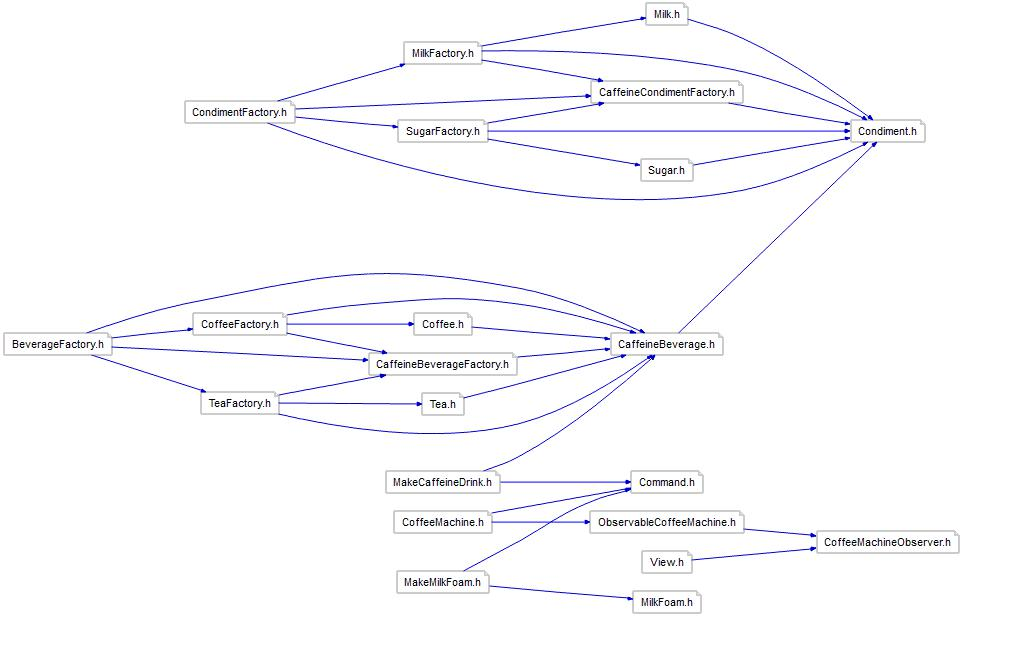 Milk.h
MilkFactory.h
CaffeineCondimentFactory.h
CondimentFactory.h
SugarFactory.h
Condiment.h
Sugar.h
CoffeeFactory.h
Coffee.h
BeverageFactory.h
CaffeineBeverage.h
CaffeineBeverageFactory.h
TeaFactory.h
Tea.h
MakeCaffeineDrink.h
Command.h
CoffeeMachine.h
ObservableCoffeeMachine.h
CoffeeMachineObserver.h
View.h
MakeMilkFoam.h
MilkFoam.h